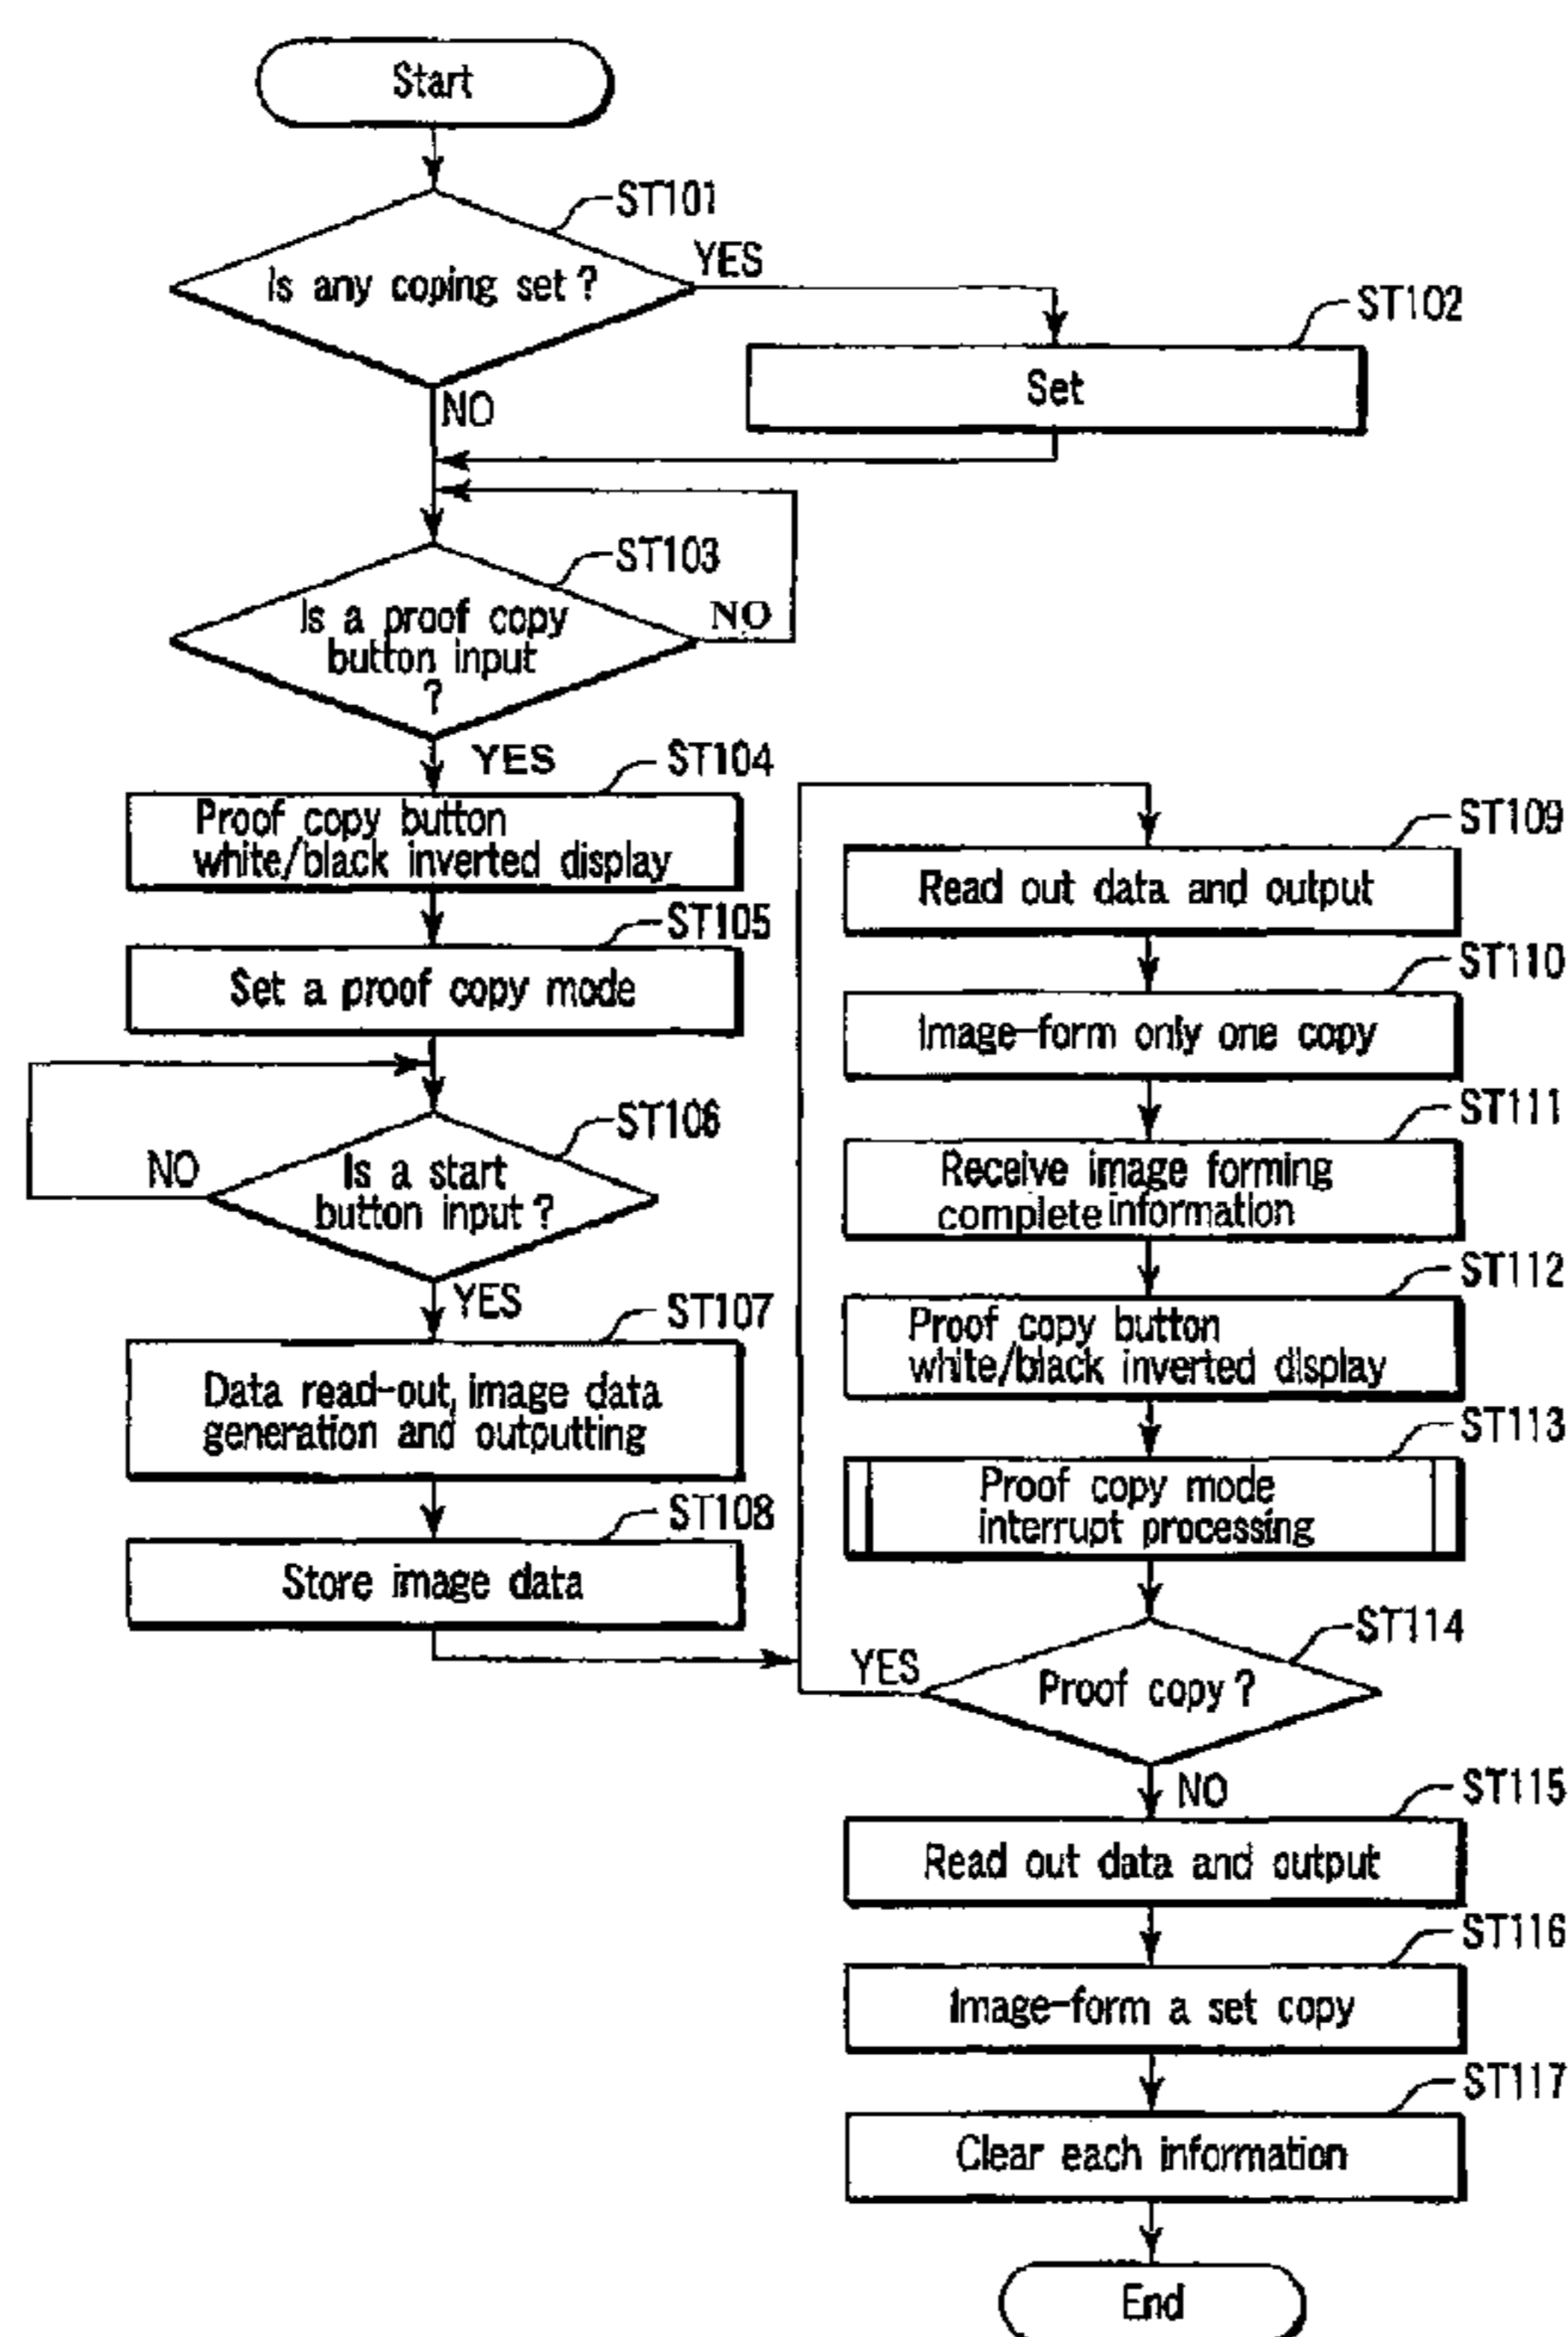 Start
ST101
Is any coping set ?
YES
ST102
Set
NO
ST103
Is a proof copy
button input
?
NO
YES
ST104
Proof copy button
white/black inverted display
ST105
Set a proof copy mode
ST106
Is a start
button input ?
NO
YES
ST107
Data read-out, image data
generation and outputting
ST108
Store image data
ST109
Read out data and output
ST110
Image-form only one copy
ST111
Receive image forming
complete information
ST112
Proof copy button
white/black inverted display
ST113
Proof copy mode
interrupt processing
ST114
Proof copy ?
YES
NO
ST115
Read out data and output
ST116
Image-form a set copy
ST117
Clear each information
End